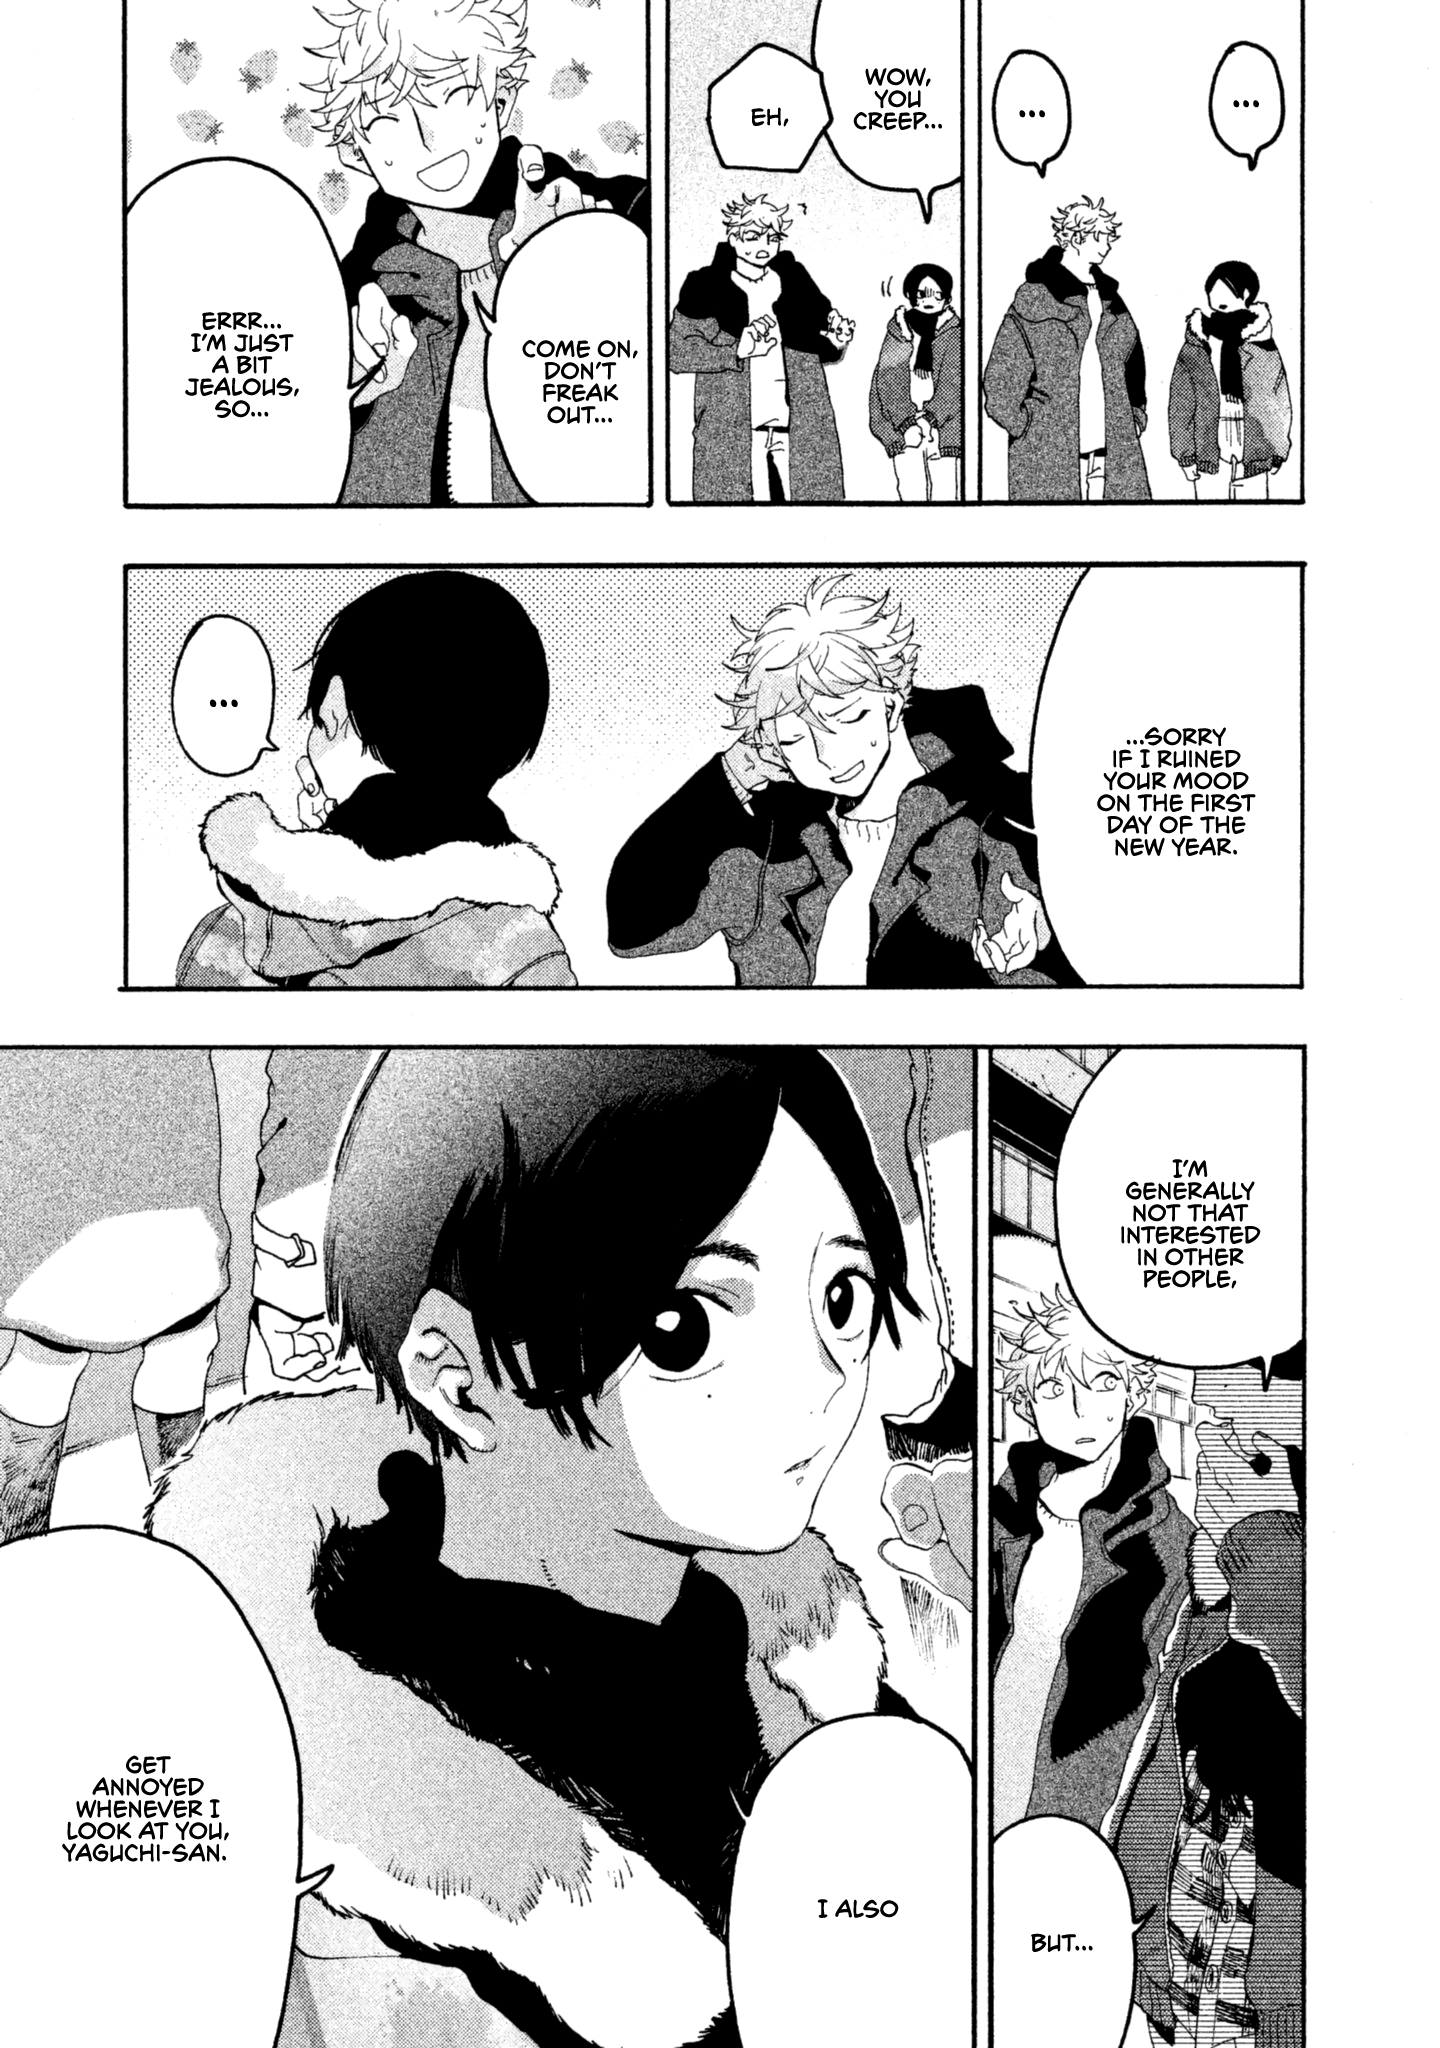 ...
...
WOW,
YOU
CREEP...
EH,
COME ON,
DON'T
FREAK
OUT...
ERRR...
I'M JUST
A BIT
JEALOUS,
SO...
...SORRY
IF I RUINED
YOUR MOOD
ON THE FIRST
DAY OF THE
NEW YEAR.
...
I'M
GENERALLY
NOT THAT
INTERESTED
IN OTHER
PEOPLE,
BUT...
I ALSO
GET
ANNOYED
WHENEVER I
LOOK AT YOU,
YAGUCHI-SAN.